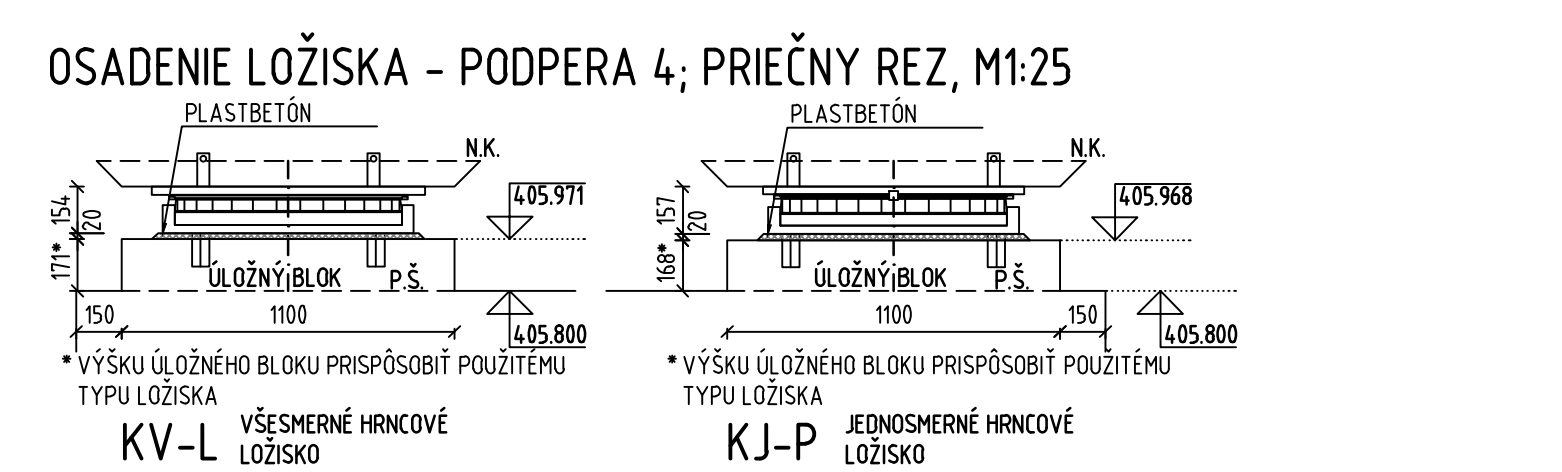 OSADENIE LOŽISKA - PODPERA 4; PRIEČNY REZ, M1:25
PLASTBETÓN
N.K.
405.971
154
20
171*
ÚLOŽNÝ BLOK
P.Š.
150
1100
405.800
* VÝŠKU ÚLOŽNÉHO BLOKU PRISPÔSOBIŤ POUŽITÉMU
TYPU LOŽISKA
KV-L
VŠESMERNÉ HRNCOVÉ
LOŽISKO
PLASTBETÓN
N.K.
405.968
157
20
168*
ÚLOŽNÝ BLOK
P.Š.
1100
150
405.800
* VÝŠKU ÚLOŽNÉHO BLOKU PRISPÔSOBIŤ POUŽITÉMU
TYPU LOŽISKA
KJ-P
JEDNOSMERNÉ HRNCOVÉ
LOŽISKO